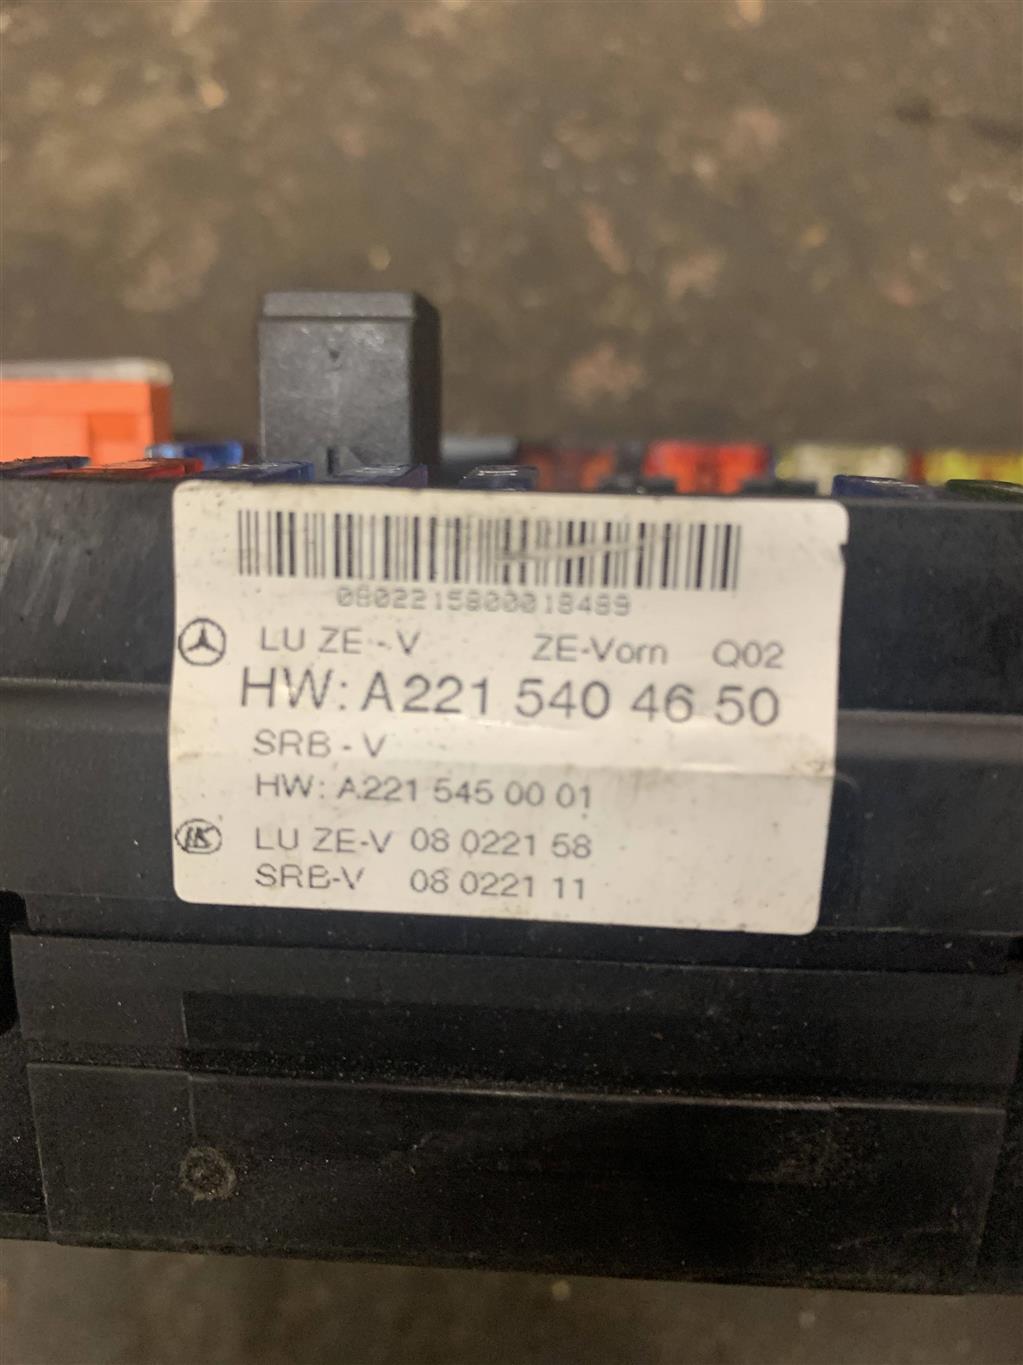 0802215800018489
LU ZE-V ZE-Vorn Q02
HW: A221 540 46 50
SRB-V
HW: A221 545 00 01
LU ZE-V 08 0221 58
SRB-V 08 0221 11